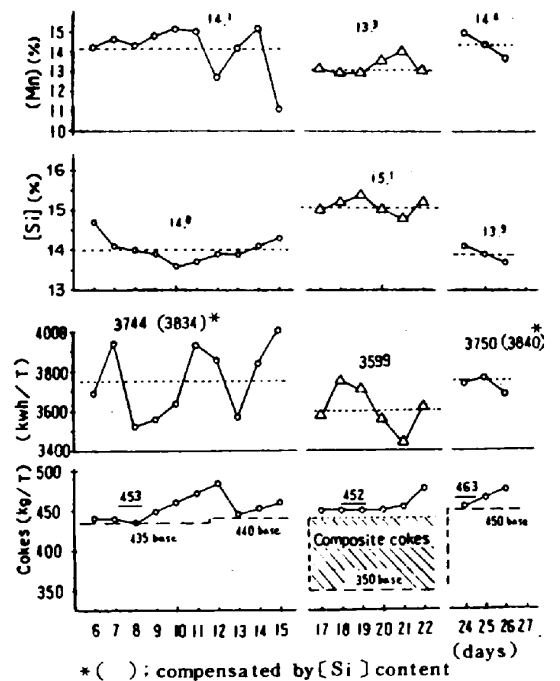 14.1
13.3
14.4
(Mn) (%)
15
14
13
12
11
10
15.1
14.0
13.9
[Si] (%)
16
15
14
13
3744 (3834)*
3599
3750 (3840)*
(kwh/T)
4000
3800
3600
3400
453
452
463
Cokes (kg/T)
500
450
400
350
435 base
440 base
Composite cokes
350 base
450 base
6 7 8 9 10 11 12 13 14 15 17 18 19 20 21 22 24 25 26 27
(days)
*( ); compensated by [Si] content